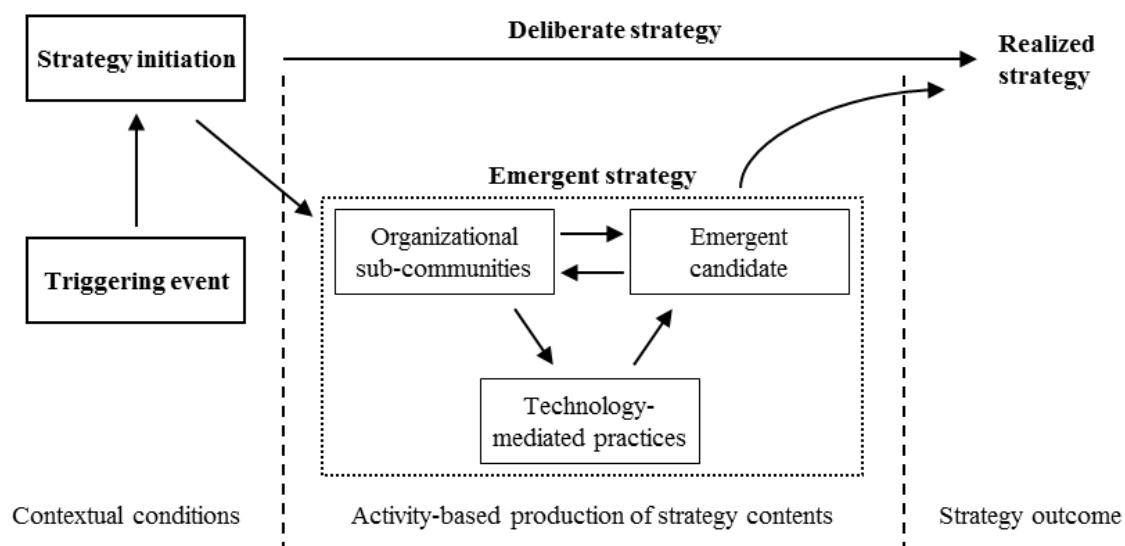 Strategy initiation
Deliberate strategy
Realized
strategy
Emergent strategy
Triggering event
Organizational
sub-communities
Emergent
candidate
Technology-
mediated practices
Contextual conditions
Activity-based production of strategy contents
Strategy outcome